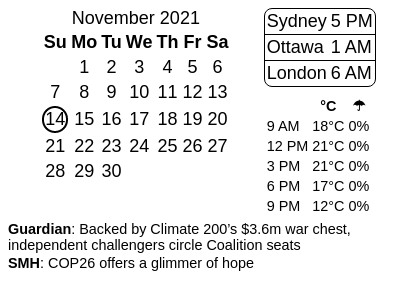 November 2021
Su Mo Tu We Th Fr Sa
1 2 3 4 5 6
7 8 9 10 11 12 13
14 15 16 17 18 19 20
21 22 23 24 25 26 27
28 29 30
Sydney 5 PM
Ottawa 1 AM
London 6 AM
°C ☂
9 AM 18°C 0%
12 PM 21°C 0%
3 PM 21°C 0%
6 PM 17°C 0%
9 PM 12°C 0%
Guardian: Backed by Climate 200’s $3.6m war chest,
independent challengers circle Coalition seats
SMH: COP26 offers a glimmer of hope